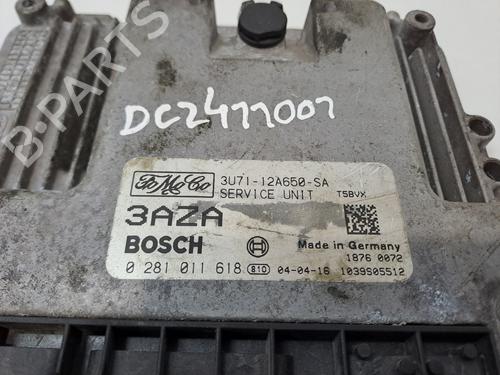 B-PARTS
DC2477001
FoMoCo
3U71-12A650-SA
SERVICE UNIT T5BVX
3AZA
BOSCH
Made in Germany
1876 0072
0 281 011 618 810 04-04-16 1039S05512